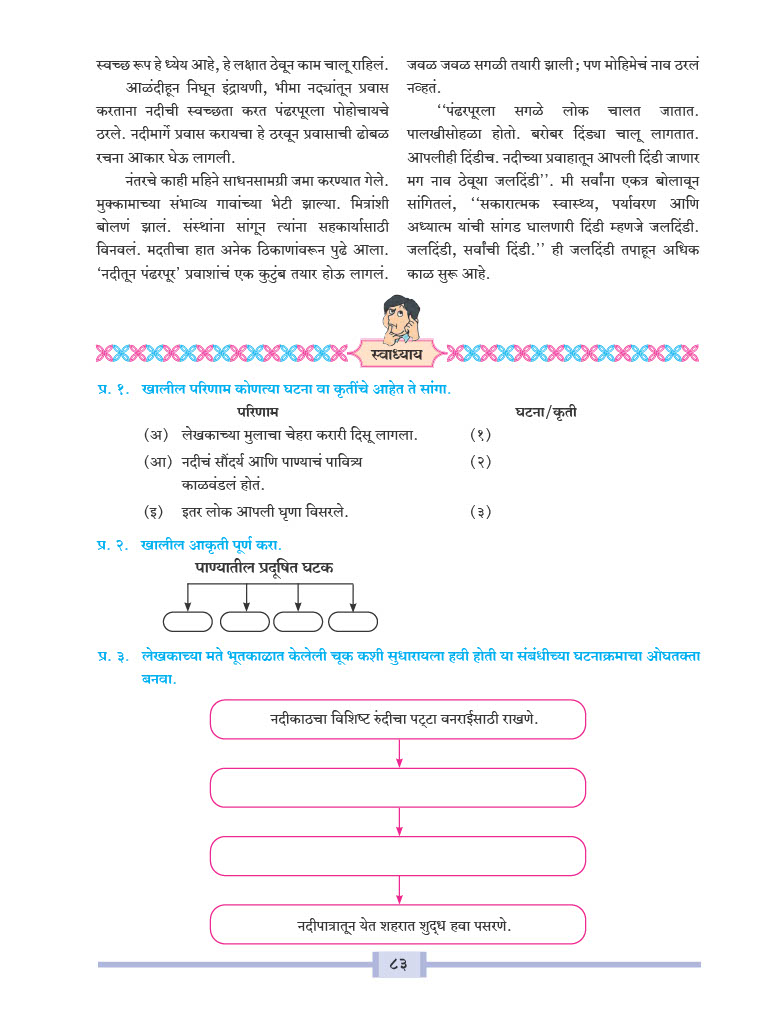 स्वच्छ रूप हे ध्येय आहे, हे लक्षात ठेवून काम चालू राहिलं.
आळंदीहून निघून इंद्रायणी, भीमा नद्यांतून प्रवास
करताना नदीची स्वच्छता करत पंढरपूरला पोहोचायचे
ठरले. नदीमार्गे प्रवास करायचा हे ठरवून प्रवासाची ढोबळ
रचना आकार घेऊ लागली.
नंतरचे काही महिने साधनसामग्री जमा करण्यात गेले.
मुक्कामाच्या संभाव्य गावांच्या भेटी झाल्या. मित्रांशी
बोलणं झालं. संस्थांना सांगून त्यांना सहकार्यासाठी
विनवलं. मदतीचा हात अनेक ठिकाणांवरून पुढे आला.
‘नदीतून पंढरपूर’ प्रवाशांचं एक कुटुंब तयार होऊ लागलं.
जवळ जवळ सगळी तयारी झाली; पण मोहिमेचं नाव ठरलं
नव्हतं.
‘‘पंढरपूरला सगळे लोक चालत जातात.
पालखीसोहळा होतो. बरोबर दिंड्या चालू लागतात.
आपलीही दिंडीच. नदीच्या प्रवाहातून आपली दिंडी जाणार
मग नाव ठेवूया जलदिंडी’’. मी सर्वांना एकत्र बोलावून
सांगितलं, ‘‘सकारात्मक स्वास्थ्य, पर्यावरण आणि
अध्यात्म यांची सांगड घालणारी दिंडी म्हणजे जलदिंडी.
जलदिंडी, सर्वांची दिंडी.’’ ही जलदिंडी तपाहून अधिक
काळ सुरू आहे.
स्वाध्याय
प्र. १. खालील परिणाम कोणत्या घटना वा कृतींचे आहेत ते सांगा.
परिणाम घटना/कृती
(अ) लेखकाच्या मुलाचा चेहरा करारी दिसू लागला. (१)
(आ) नदीचं सौंदर्य आणि पाण्याचं पावित्र्य (२)
काळवंडलं होतं.
(इ) इतर लोक आपली घृणा विसरले. (३)
प्र. २. खालील आकृती पूर्ण करा.
पाण्यातील प्रदूषित घटक
प्र. ३. लेखकाच्या मते भूतकाळात केलेली चूक कशी सुधारायला हवी होती या संबंधीच्या घटनाक्रमाचा ओघतक्ता
बनवा.
नदीकाठचा विशिष्ट रुंदीचा पट्टा वनराईसाठी राखणे.
नदीपात्रातून येत शहरात शुद्ध हवा पसरणे.
८३